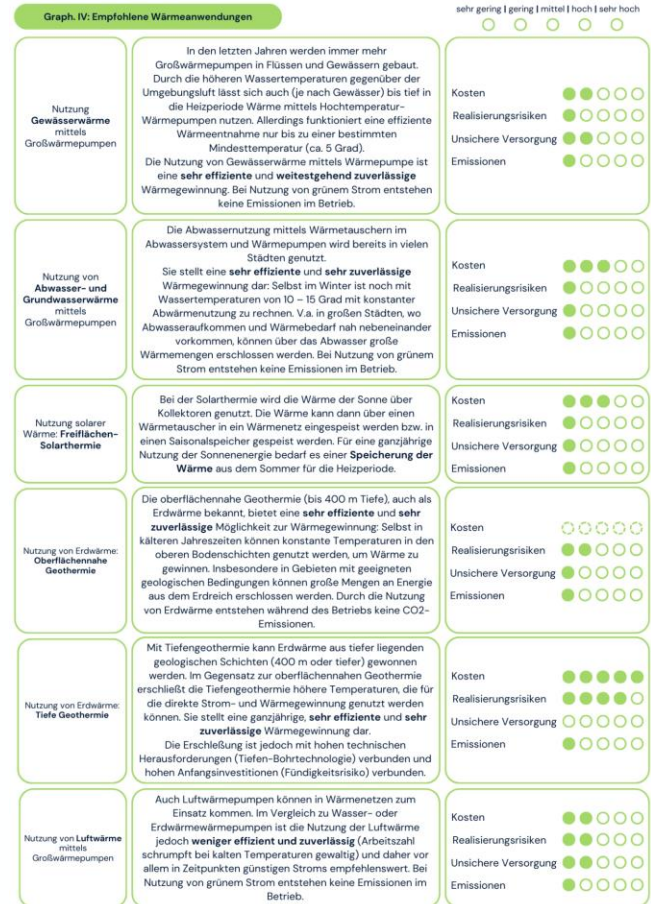 Graph. IV: Empfohlene Wärmeanwendungen
sehr gering | gering | mittel | hoch | sehr hoch
Nutzung
Gewässerwärme
mittels
Großwärmepumpen
In den letzten Jahren werden immer mehr
Großwärmepumpen in Flüssen und Gewässern gebaut.
Durch die höheren Wassertemperaturen gegenüber der
Umgebungsluft lässt sich auch (je nach Gewässer) bis tief in
die Heizperiode Wärme mittels Hochtemperatur-
Wärmepumpen nutzen. Allerdings funktioniert eine effiziente
Wärmeentnahme nur bis zu einer bestimmten
Mindesttemperatur (ca. 5 Grad).
Die Nutzung von Gewässerwärme mittels Wärmepumpe ist
eine sehr effiziente und weitestgehend zuverlässige
Wärmegewinnung. Bei Nutzung von grünem Strom entstehen
keine Emissionen im Betrieb.
Kosten
Realisierungsrisiken
Unsichere Versorgung
Emissionen
Nutzung von
Abwasser- und
Grundwasserwärme
mittels
Großwärmepumpen
Die Abwassernutzung mittels Wärmetauschern im
Abwassersystem und Wärmepumpen wird bereits in vielen
Städten genutzt.
Sie stellt eine sehr effiziente und sehr zuverlässige
Wärmegewinnung dar: Selbst im Winter ist noch mit
Wassertemperaturen von 10 – 15 Grad mit konstanter
Abwärmenutzung zu rechnen. V.a. in großen Städten, wo
Abwasseraufkommen und Wärmebedarf nah nebeneinander
vorkommen, können über das Abwasser große
Wärmemengen erschlossen werden. Bei Nutzung von grünem
Strom entstehen keine Emissionen im Betrieb.
Kosten
Realisierungsrisiken
Unsichere Versorgung
Emissionen
Nutzung solarer
Wärme: Freiflächen-
Solarthermie
Bei der Solarthermie wird die Wärme der Sonne über
Kollektoren genutzt. Die Wärme kann dann über einen
Wärmetauscher in ein Wärmenetz eingespeist werden bzw. in
einen Saisonalspeicher gespeist werden. Für eine ganzjährige
Nutzung der Sonnenenergie bedarf es einer Speicherung der
Wärme aus dem Sommer für die Heizperiode.
Kosten
Realisierungsrisiken
Unsichere Versorgung
Emissionen
Nutzung von Erdwärme:
Oberflächennahe
Geothermie
Die oberflächennahe Geothermie (bis 400 m Tiefe), auch als
Erdwärme bekannt, bietet eine sehr effiziente und sehr
zuverlässige Möglichkeit zur Wärmegewinnung: Selbst in
kälteren Jahreszeiten können konstante Temperaturen in den
oberen Bodenschichten genutzt werden, um Wärme zu
gewinnen. Insbesondere in Gebieten mit geeigneten
geologischen Bedingungen können große Mengen an Energie
aus dem Erdreich erschlossen werden. Durch die Nutzung
von Erdwärme entstehen während des Betriebs keine CO2-
Emissionen.
Kosten
Realisierungsrisiken
Unsichere Versorgung
Emissionen
Nutzung von Erdwärme:
Tiefe Geothermie
Mit Tiefengeothermie kann Erdwärme aus tiefer liegenden
geologischen Schichten (400 m oder tiefer) gewonnen
werden. Im Gegensatz zur oberflächennahen Geothermie
erschließt die Tiefengeothermie höhere Temperaturen, die für
die direkte Strom- und Wärmegewinnung genutzt werden
können. Sie stellt eine ganzjährige, sehr effiziente und sehr
zuverlässige Wärmegewinnung dar.
Die Erschleßung ist jedoch mit hohen technischen
Herausforderungen (Tiefen-Bohrtechnologie) verbunden und
hohen Anfangsinvestitionen (Fündigkeitsrisiko) verbunden.
Kosten
Realisierungsrisiken
Unsichere Versorgung
Emissionen
Nutzung von Luftwärme
mittels
Großwärmepumpen
Auch Luftwärmepumpen können in Wärmenetzen zum
Einsatz kommen. Im Vergleich zu Wasser- oder
Erdwärmewärmepumpen ist die Nutzung der Luftwärme
jedoch weniger effizient und zuverlässig (Arbeitszahl
schrumpft bei kalten Temperaturen gewaltig) und daher vor
allem in Zeitpunkten günstigen Stroms empfehlenswert. Bei
Nutzung von grünem Strom entstehen keine Emissionen im
Betrieb.
Kosten
Realisierungsrisiken
Unsichere Versorgung
Emissionen